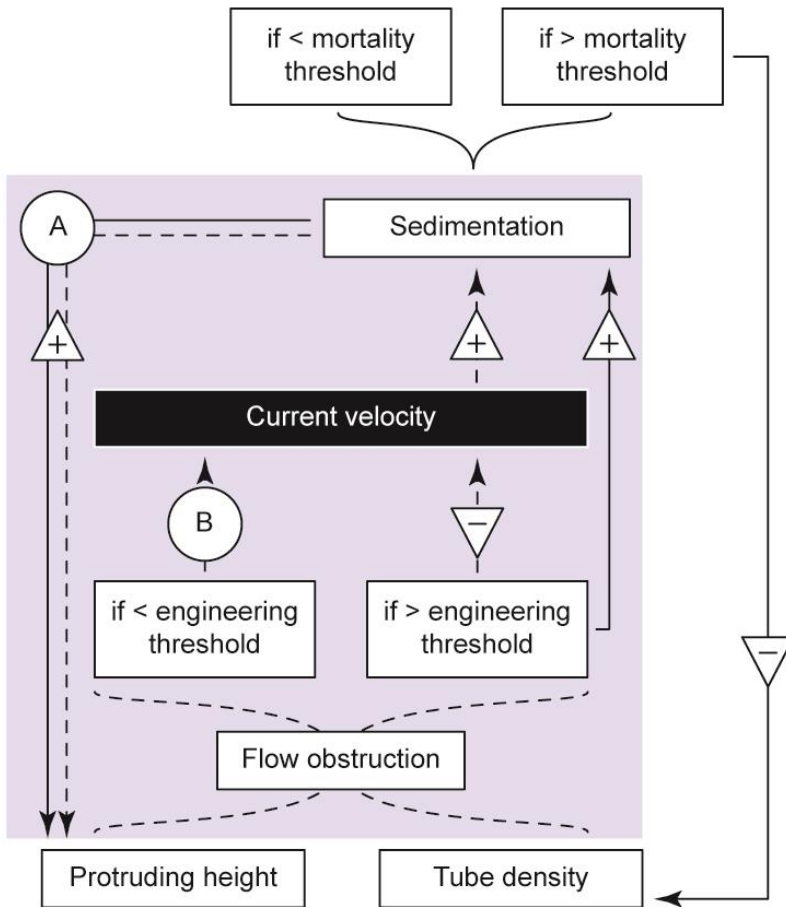 if < mortality
threshold
if > mortality
threshold
A
Sedimentation
+
+
+
Current velocity
B
−
if < engineering
threshold
if > engineering
threshold
−
Flow obstruction
Protruding height
Tube density